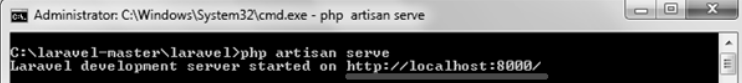 Administrator: C:\Windows\System32\cmd.exe - php  artisan serve
C:\laravel-master\laravel>php artisan serve
Laravel development server started on http://localhost:8000/